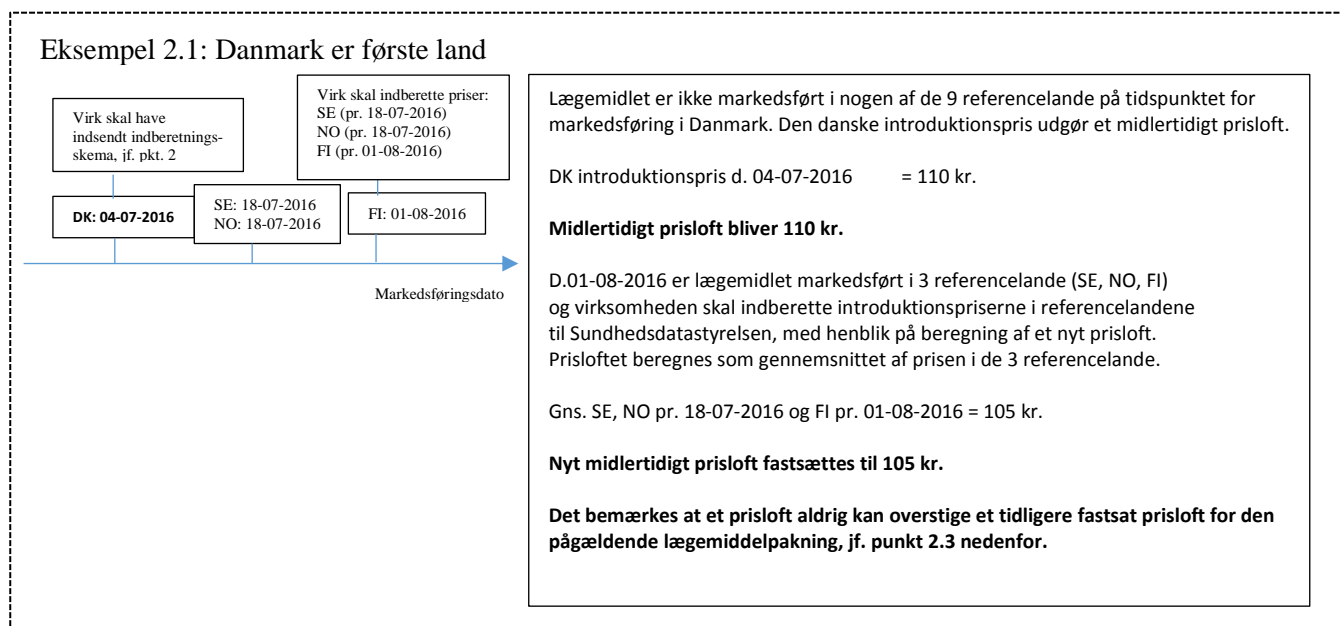 Eksempel 2.1: Danmark er første land
Virk skal have
indsendt indberetnings-
skema, jf. pkt. 2
Virk skal indberette priser:
SE (pr. 18-07-2016)
NO (pr. 18-07-2016)
FI (pr. 01-08-2016)
DK: 04-07-2016
SE: 18-07-2016
NO: 18-07-2016
FI: 01-08-2016
Markedsføringsdato
Lægemidlet er ikke markedsført i nogen af de 9 referencelande på tidspunktet for
markedsføring i Danmark. Den danske introduktionspris udgør et midlertidigt prisloft.
DK introduktionspris d. 04-07-2016 = 110 kr.
Midlertidigt prisloft bliver 110 kr.
D.01-08-2016 er lægemidlet markedsført i 3 referencelande (SE, NO, FI)
og virksomheden skal indberette introduktionspriserne i referencelandene
til Sundhedsdatastyrelsen, med henblik på beregning af et nyt prisloft.
Prisloftet beregnes som gennemsnittet af prisen i de 3 referencelande.
Gns. SE, NO pr. 18-07-2016 og FI pr. 01-08-2016 = 105 kr.
Nyt midlertidigt prisloft fastsættes til 105 kr.
Det bemærkes at et prisloft aldrig kan overstige et tidligere fastsat prisloft for den
pågældende lægemiddelpakning, jf. punkt 2.3 nedenfor.